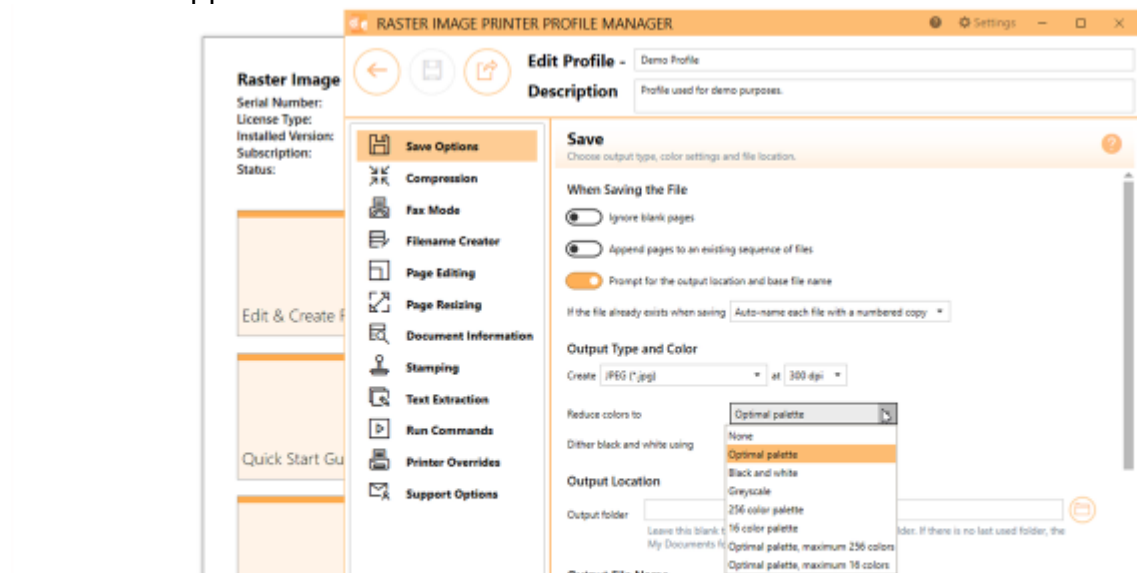 RASTER IMAGE PRINTER PROFILE MANAGER
Settings
Edit Profile -
Demo Profile
Description
Profile used for demo purposes.
Raster Image
Serial Number:
License Type:
Installed Version:
Subscription:
Status:
Edit & Create
Quick Start Gu
Save Options
Compression
Fax Mode
Filename Creator
Page Editing
Page Resizing
Document Information
Stamping
Text Extraction
Run Commands
Printer Overrides
Support Options
Save
Choose output type, color settings and file location.
When Saving the File
Ignore blank pages
Append pages to an existing sequence of files
Prompt for the output location and base file name
If the file already exists when saving Auto-name each file with a numbered copy
Output Type and Color
Create JPEG (*.jpg) at 300 dpi
Reduce colors to Optimal palette
Dither black and white using
None
Optimal palette
Black and white
Greyscale
256 color palette
16 color palette
Optimal palette, maximum 256 colors
Optimal palette, maximum 16 colors
Output Location
Output folder
Leave this blank
lder. If there is no last used folder, the
My Documents